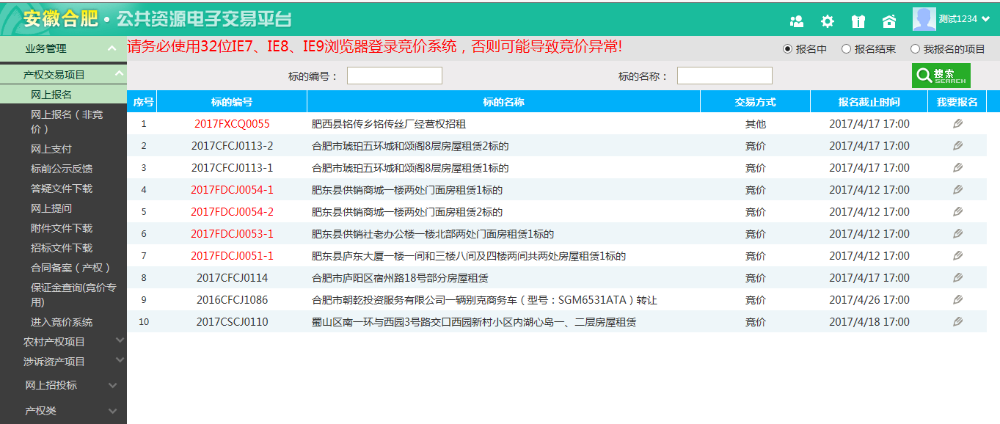 安徽合肥·公共资源电子交易平台
测试1234
业务管理
产权交易项目
网上报名
网上报名（非竞
价）
网上支付
标前公示反馈
答疑文件下载
网上提问
附件文件下载
招标文件下载
合同备案（产权）
保证金查询(竞价专
用)
进入竞价系统
农村产权项目
涉诉资产项目
网上招投标
产权类
请务必使用32位IE7、IE8、IE9浏览器登录竞价系统，否则可能导致竞价异常!
报名中 报名结束 我报名的项目
标的编号： 标的名称： 搜索 SEARCH
序号 标的编号 标的名称 交易方式 报名截止时间 我要报名
1 2017FXCQ0055 肥西县铭传乡铭传丝厂经营权招租 其他 2017/4/17 17:00
2 2017CFCJ0113-2 合肥市琥珀五环城和颂阁8层房屋租赁2标的 竞价 2017/4/17 17:00
3 2017CFCJ0113-1 合肥市琥珀五环城和颂阁8层房屋租赁1标的 竞价 2017/4/17 17:00
4 2017FDCJ0054-1 肥东县供销商城一楼两处门面房租赁1标的 竞价 2017/4/12 17:00
5 2017FDCJ0054-2 肥东县供销商城一楼两处门面房租赁2标的 竞价 2017/4/12 17:00
6 2017FDCJ0053-1 肥东县供销社老办公楼一楼北部两处门面房租赁1标的 竞价 2017/4/12 17:00
7 2017FDCJ0051-1 肥东县庐东大厦一楼一间和三楼八间及四楼两间共两处房屋租赁1标的 竞价 2017/4/12 17:00
8 2017CFCJ0114 合肥市庐阳区宿州路18号部分房屋租赁 竞价 2017/4/17 17:00
9 2016CFCJ1086 合肥市朝乾投资服务有限公司一辆别克商务车（型号：SGM6531ATA）转让 竞价 2017/4/26 17:00
10 2017CSCJ0110 蜀山区南一环与西园3号路交口西园新村小区内湖心岛一、二层房屋租赁 竞价 2017/4/18 17:00